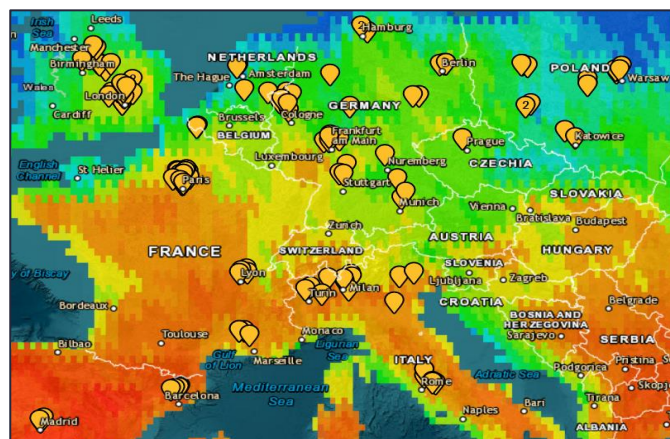 Irish
Sea
Leeds
Manchester
Birmingham
Wales
Cardiff
London
2
2
Hamburg
NETHERLANDS
The Hague
Amsterdam
Berlin
POLAND
Warsaw
2
GERMANY
Brussels
BELGIUM
Cologne
Frankfurt
am Main
Luxembourg
Prague
Katowice
CZECHIA
Nuremberg
English
Channel
St Helier
Paris
Stuttgart
Munich
SLOVAKIA
Vienna
Bratislava
Budapest
Zurich
FRANCE
SWITZERLAND
AUSTRIA
HUNGARY
SLOVENIA
Bay of Biscay
Lyon
Turin
Milan
Ljubljana
Zagreb
CROATIA
Bordeaux
Belgrade
BOSNIA AND
HERZEGOVINA
Sarajevo
SERBIA
Bilbao
Toulouse
Monaco
Ligurian
Sea
Gulf
of Lion
Marseille
ITALY
Adriatic Sea
Podgorica
Pristina
Skopje
Barcelona
Mediterranean
Sea
Rome
Madrid
Naples
Bari
Tirana
ALBANIA